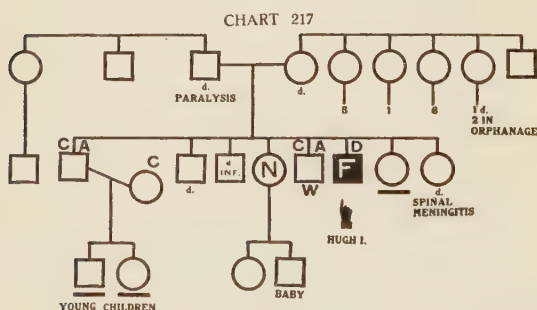 CHART 217
d.
PARALYSIS
d.
5
1
6
1 d.
2 IN
ORPHANAGE
C A
C
d.
d
INF.
N
C A
W
D
F
HUGH I.
d.
SPINAL
MENINGITIS
YOUNG CHILDREN
BABY